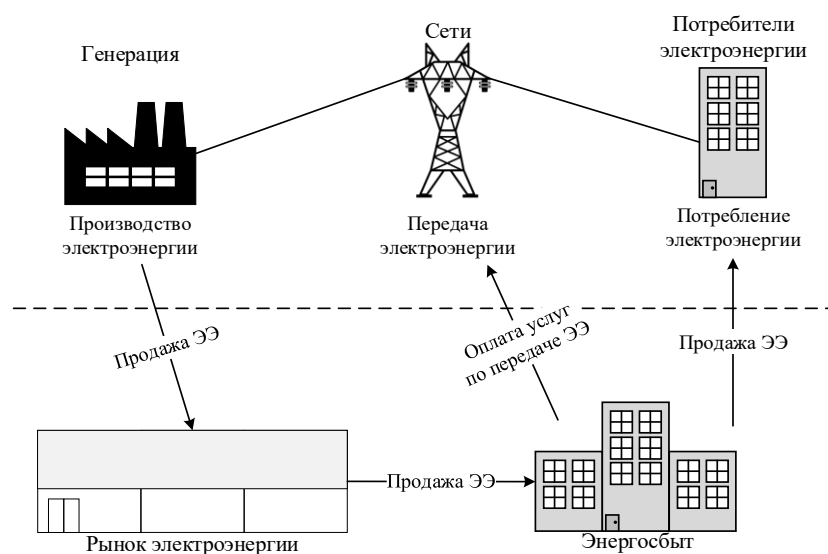 Генерация
Сети
Потребители
электроэнергии
Производство
электроэнергии
Передача
электроэнергии
Потребление
электроэнергии
Продажа ЭЭ
Оплата услуг
по передаче ЭЭ
Продажа ЭЭ
Продажа ЭЭ
Рынок электроэнергии
Энергосбыт